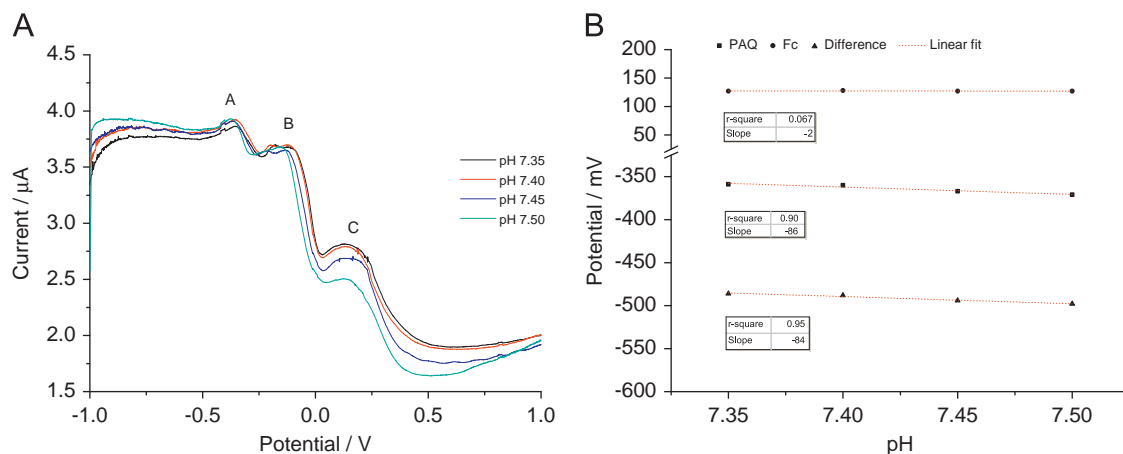 A
4.5
4.0
3.5
3.0
2.5
2.0
1.5
Current / µA
-1.0
-0.5
0.0
0.5
1.0
Potential / V
A
B
C
pH 7.35
pH 7.40
pH 7.45
pH 7.50
B
PAQ Fc Difference Linear fit
200
150
100
50
-350
-400
-450
-500
-550
-600
Potential / mV
r-square 0.067
Slope -2
r-square 0.90
Slope -86
r-square 0.95
Slope -84
7.35
7.40
7.45
7.50
pH